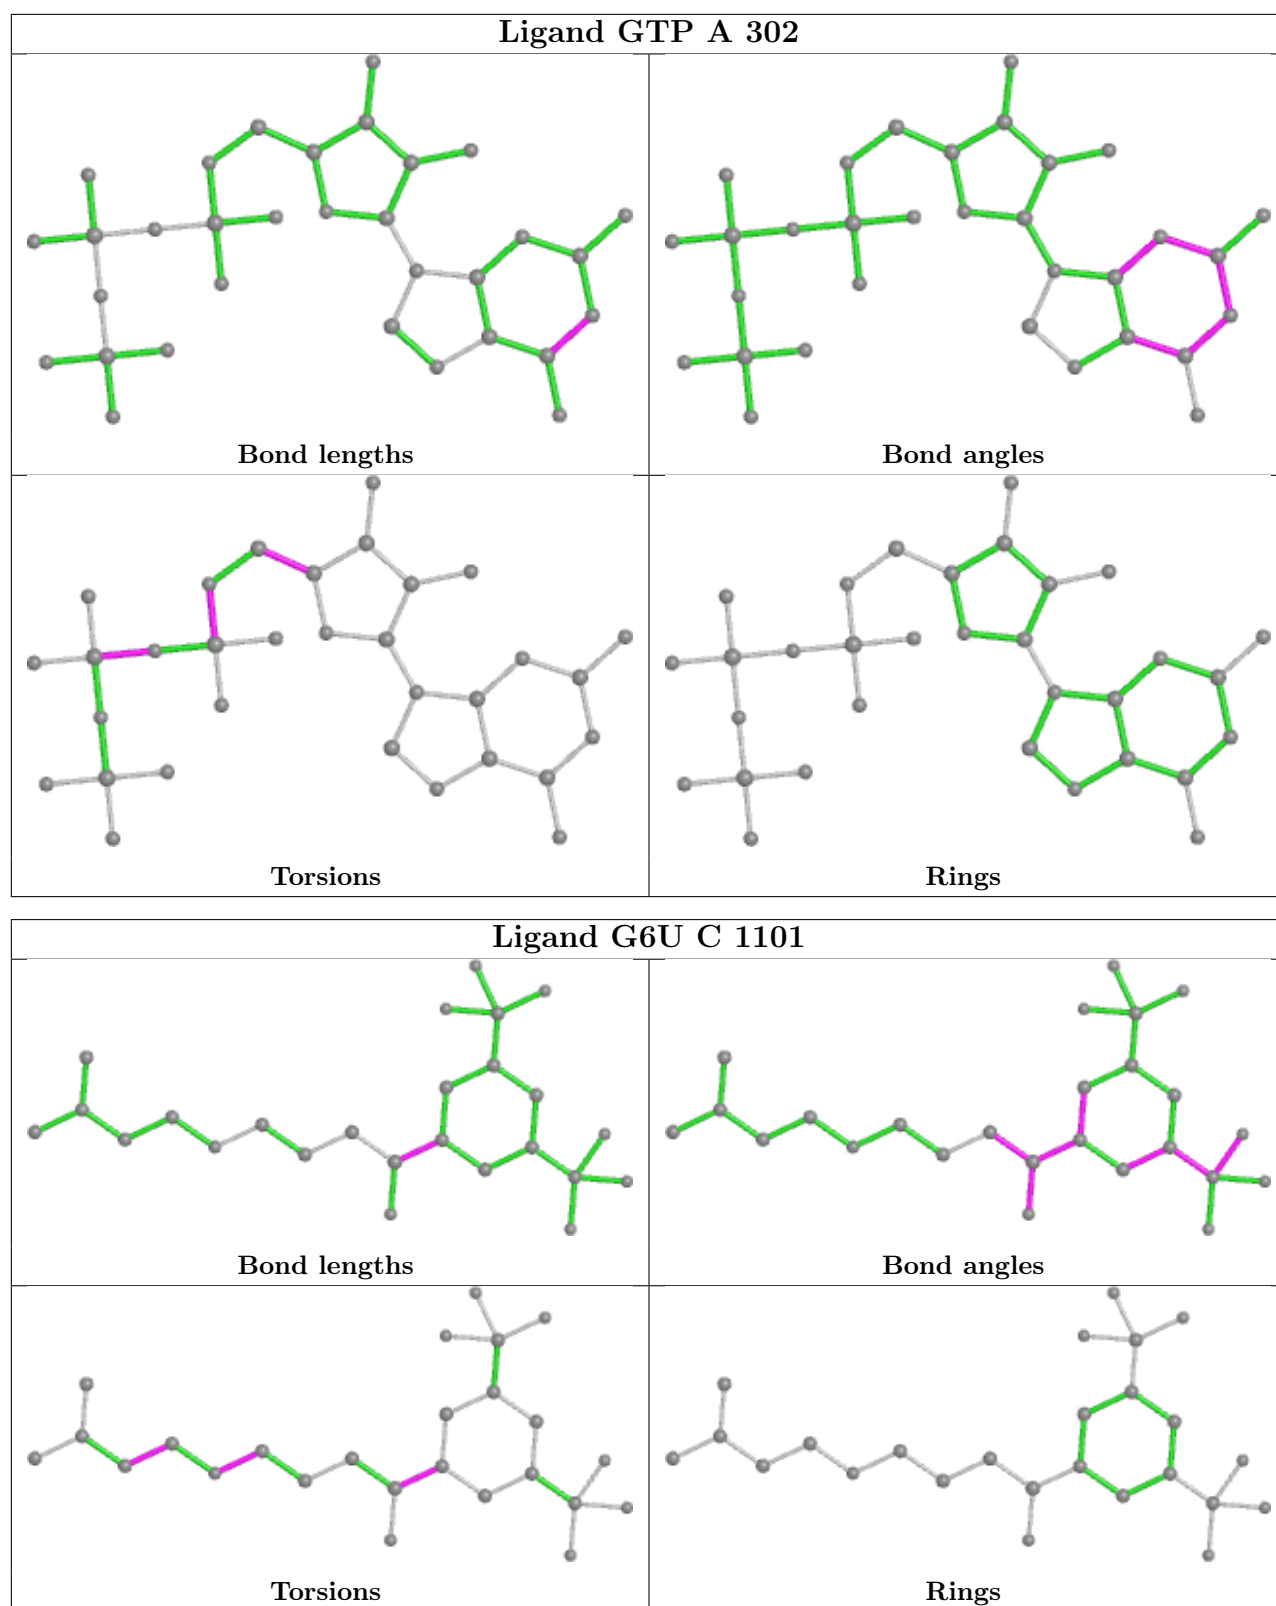 Ligand GTP A 302
Bond lengths
Bond angles
Torsions
Rings
Ligand G6U C 1101
Bond lengths
Bond angles
Torsions
Rings